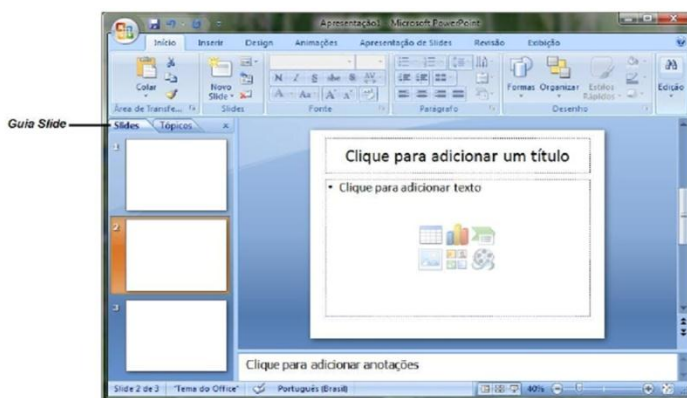 Apresentação1 - Microsoft PowerPoint
Início Inserir Design Animações Apresentação de Slides Revisão Exibição
Colar
Novo Slide
N I S abc
Formas Organizar Estilos Rápidos
Edição
Área de Transfe... Slides Fonte Parágrafo Desenho
Guia Slide
Slides Tópicos
1
2
3
Clique para adicionar um título
• Clique para adicionar texto
Clique para adicionar anotações
Slide 2 de 3 "Tema do Office" Português (Brasil) 40%